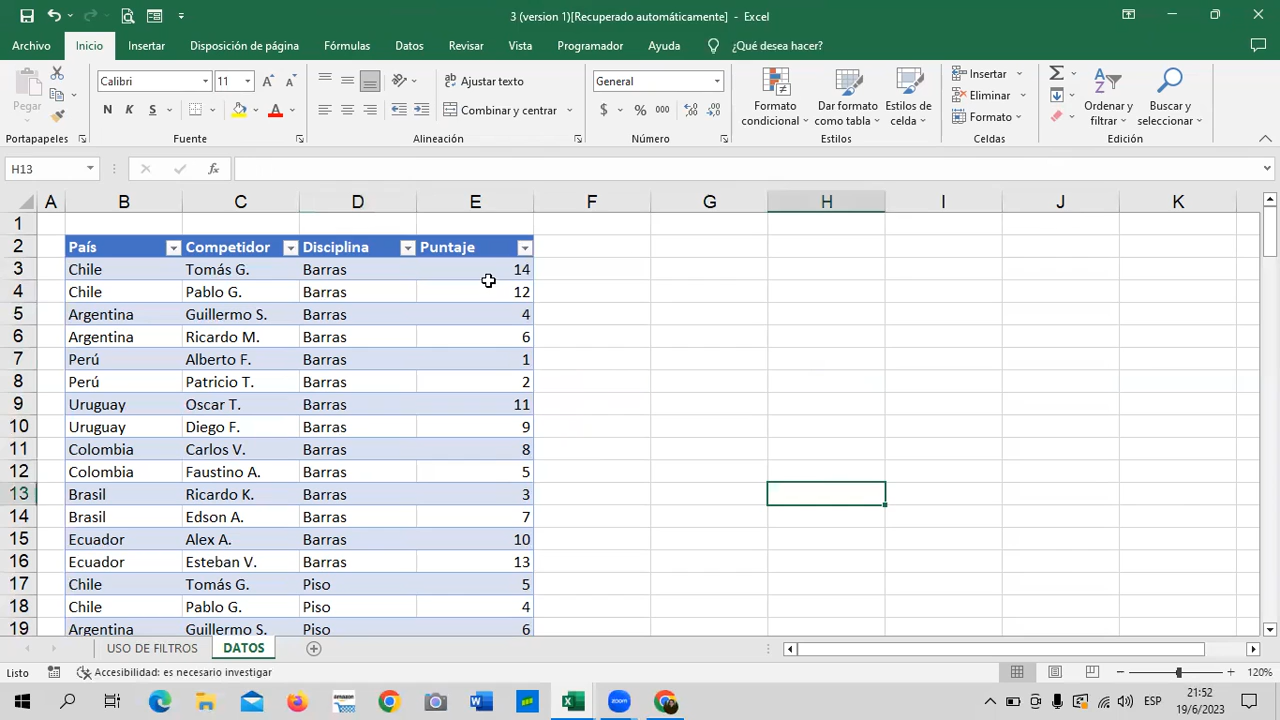 3 (version 1)[Recuperado automáticamente] - Excel
Archivo Inicio Insertar Disposición de página Fórmulas Datos Revisar Vista Programador Ayuda ¿Qué desea hacer?
Pegar
Portapapeles
Calibri 11
N K S
Fuente
Ajustar texto
Combinar y centrar
Alineación
General
$ % 000
Número
Formato condicional
Dar formato como tabla
Estilos de celda
Estilos
Insertar
Eliminar
Formato
Celdas
Ordenar y filtrar
Buscar y seleccionar
Edición
H13 fx
A B C D E F G H I J K
1
2 País Competidor Disciplina Puntaje
3 Chile Tomás G. Barras 14
4 Chile Pablo G. Barras 12
5 Argentina Guillermo S. Barras 4
6 Argentina Ricardo M. Barras 6
7 Perú Alberto F. Barras 1
8 Perú Patricio T. Barras 2
9 Uruguay Oscar T. Barras 11
10 Uruguay Diego F. Barras 9
11 Colombia Carlos V. Barras 8
12 Colombia Faustino A. Barras 5
13 Brasil Ricardo K. Barras 3
14 Brasil Edson A. Barras 7
15 Ecuador Alex A. Barras 10
16 Ecuador Esteban V. Barras 13
17 Chile Tomás G. Piso 5
18 Chile Pablo G. Piso 4
19 Argentina Guillermo S. Piso 6
USO DE FILTROS DATOS
Listo Accesibilidad: es necesario investigar 120%
zoom ESP 21:52
19/6/2023